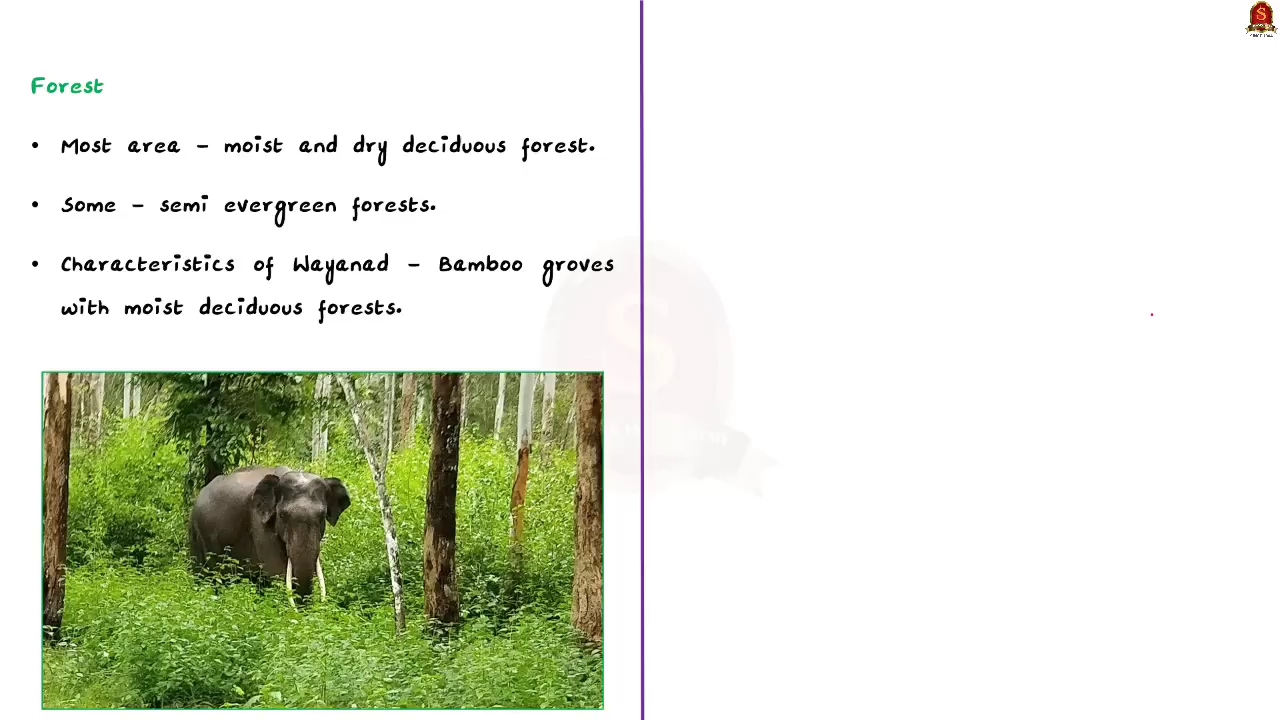 Forest
• Most area – moist and dry deciduous forest.
• Some – semi evergreen forests.
• Characteristics of Wayanad – Bamboo groves
with moist deciduous forests.
S
S